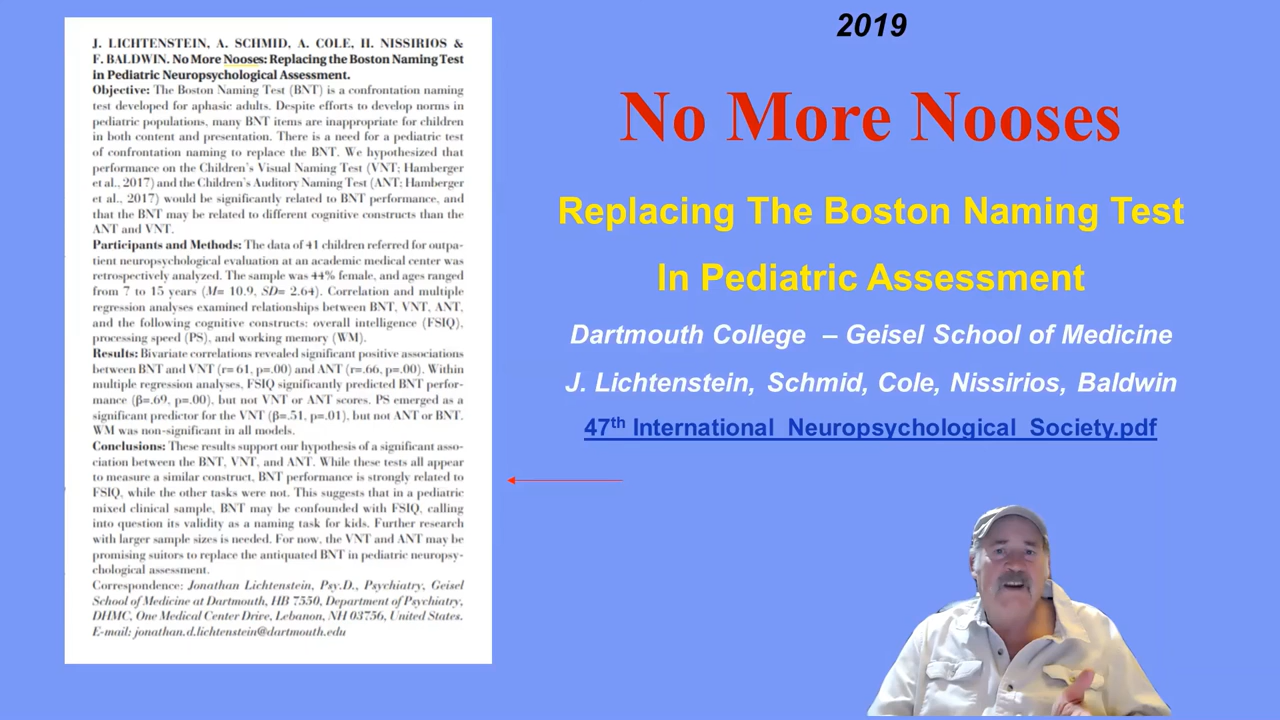 J. LICHTENSTEIN, A. SCHMID, A. COLE, H. NISSIRIOS &
F. BALDWIN. No More Nooses: Replacing the Boston Naming Test
in Pediatric Neuropsychological Assessment.
Objective: The Boston Naming Test (BNT) is a confrontation naming
test developed for aphasic adults. Despite efforts to develop norms in
pediatric populations, many BNT items are inappropriate for children
in both content and presentation. There is a need for a pediatric test
of confrontation naming to replace the BNT. We hypothesized that
performance on the Children's Visual Naming Test (VNT; Hamberger
et al., 2017) and the Children's Auditory Naming Test (ANT; Hamberger
et al., 2017) would be significantly related to BNT performance, and
that the BNT may be related to different cognitive constructs than the
ANT and VNT.
Participants and Methods: The data of 41 children referred for outpa-
tient neuropsychological evaluation at an academic medical center was
retrospectively analyzed. The sample was 44% female, and ages ranged
from 7 to 15 years (M= 10.9, SD= 2.64). Correlation and multiple
regression analyses examined relationships between BNT, VNT, ANT,
and the following cognitive constructs: overall intelligence (FSIQ),
processing speed (PS), and working memory (WM).
Results: Bivariate correlations revealed significant positive associations
between BNT and VNT (r= 61, p=.00) and ANT (r=.66, p=.00). Within
multiple regression analyses, FSIQ significantly predicted BNT perfor-
mance (β=.69, p=.00), but not VNT or ANT scores. PS emerged as a
significant predictor for the VNT (β=.51, p=.01), but not ANT or BNT.
WM was non-significant in all models.
Conclusions: These results support our hypothesis of a significant asso-
ciation between the BNT, VNT, and ANT. While these tests all appear
to measure a similar construct, BNT performance is strongly related to
FSIQ, while the other tasks were not. This suggests that in a pediatric
mixed clinical sample, BNT may be confounded with FSIQ, calling
into question its validity as a naming task for kids. Further research
with larger sample sizes is needed. For now, the VNT and ANT may be
promising suitors to replace the antiquated BNT in pediatric neuropsy-
chological assessment.
Correspondence: Jonathan Lichtenstein, Psy.D., Psychiatry, Geisel
School of Medicine at Dartmouth, HB 7550, Department of Psychiatry,
DHMC, One Medical Center Drive, Lebanon, NH 03756, United States.
E-mail: jonathan.d.lichtenstein@dartmouth.edu
2019
No More Nooses
Replacing The Boston Naming Test
In Pediatric Assessment
Dartmouth College – Geisel School of Medicine
J. Lichtenstein, Schmid, Cole, Nissirios, Baldwin
47th International Neuropsychological Society.pdf